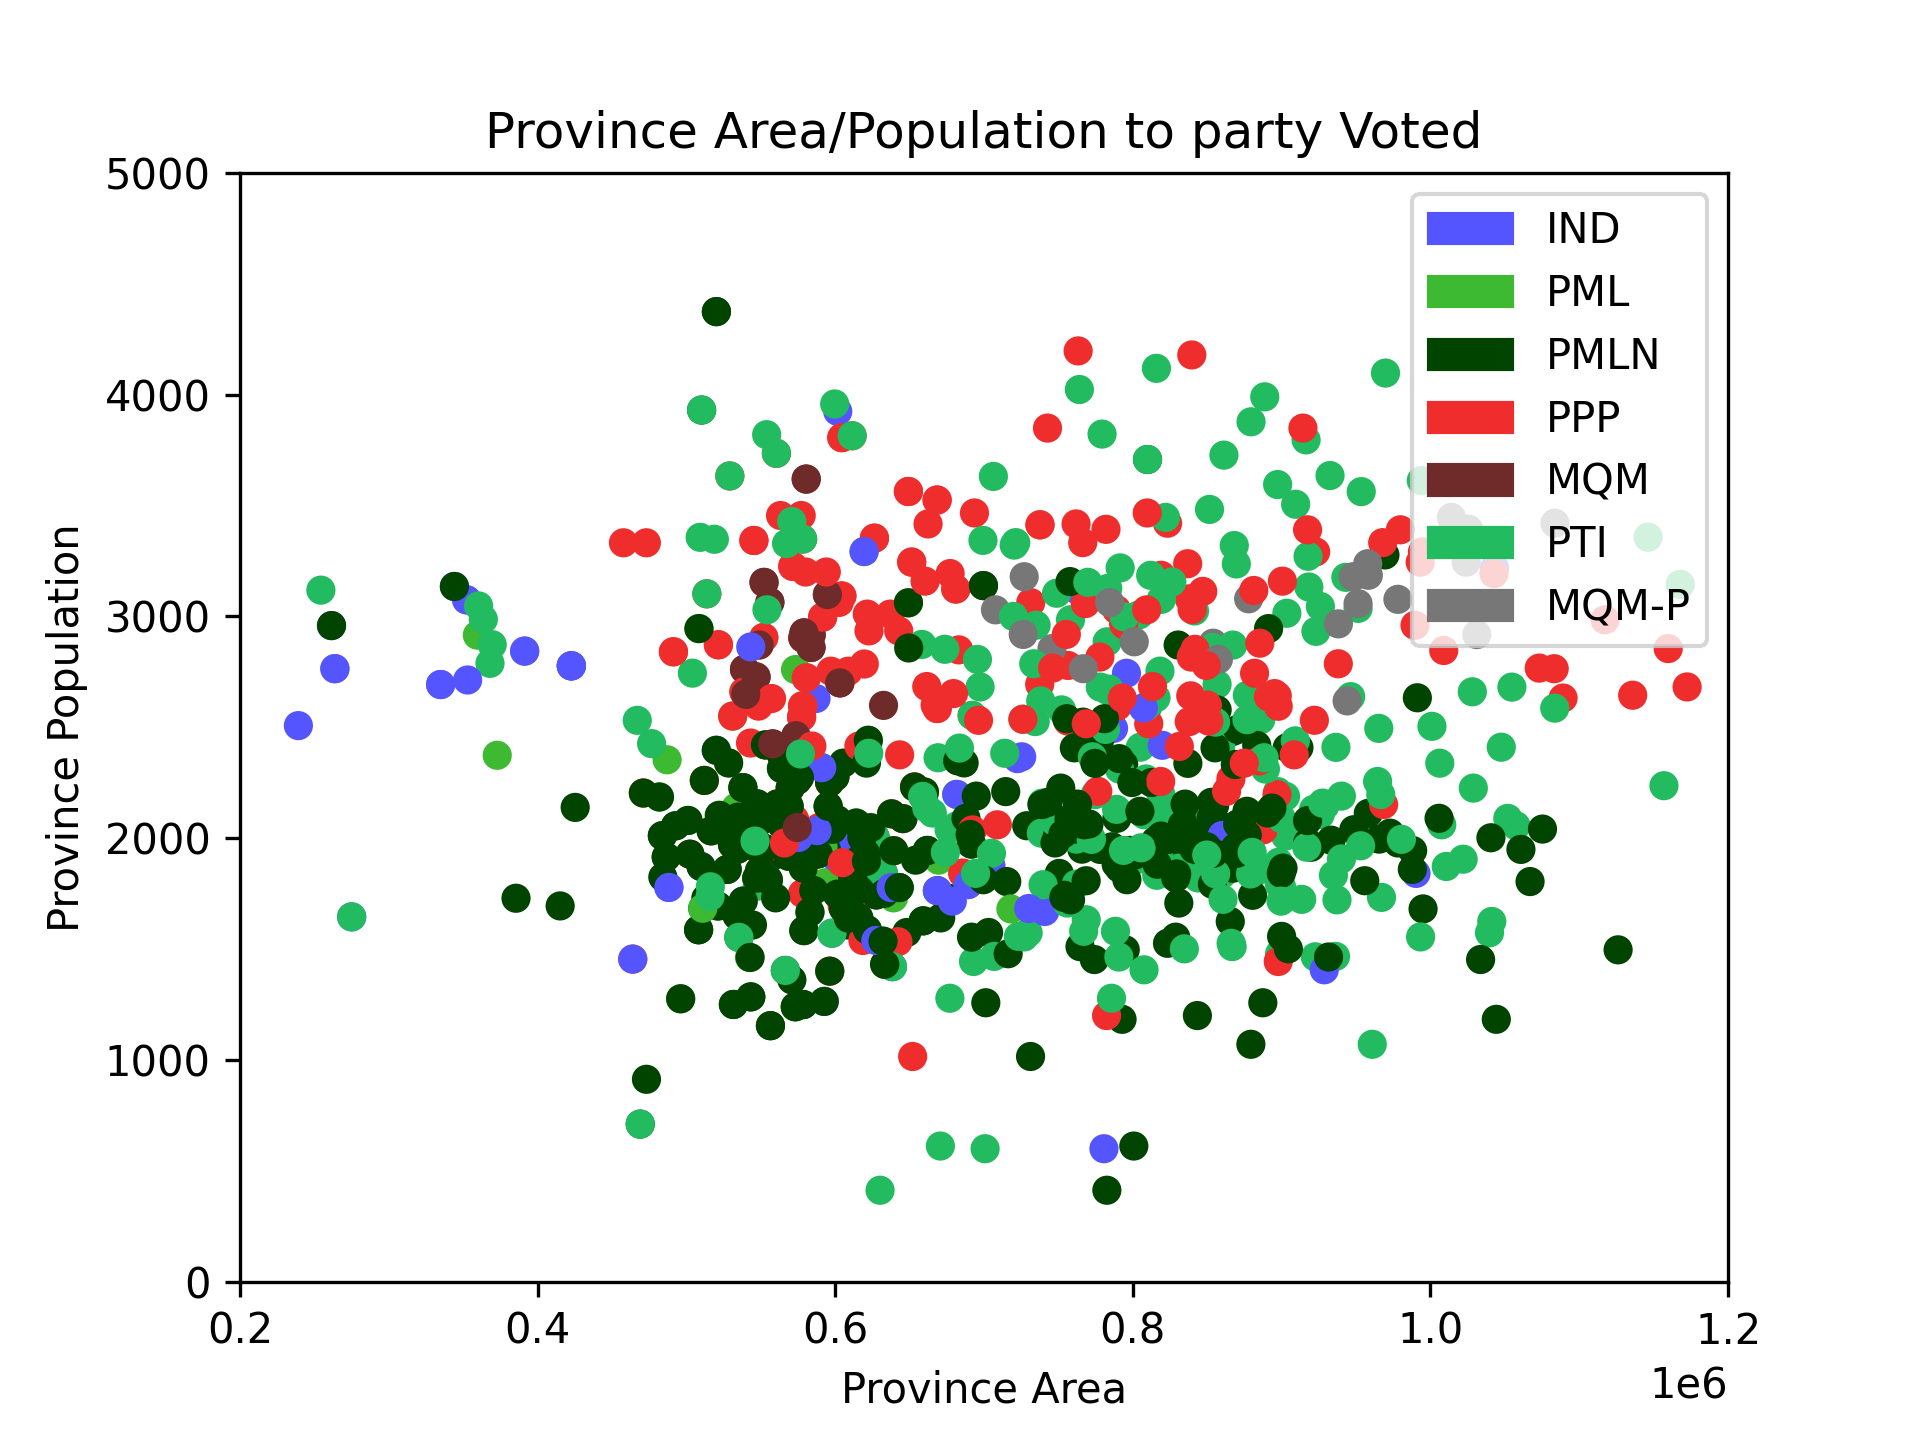 Province Area/Population to party Voted
5000
4000
3000
2000
1000
0
Province Population
IND
PML
PMLN
PPP
MQM
PTI
MQM-P
0.2 0.4 0.6 0.8 1.0 1.2
1e6
Province Area